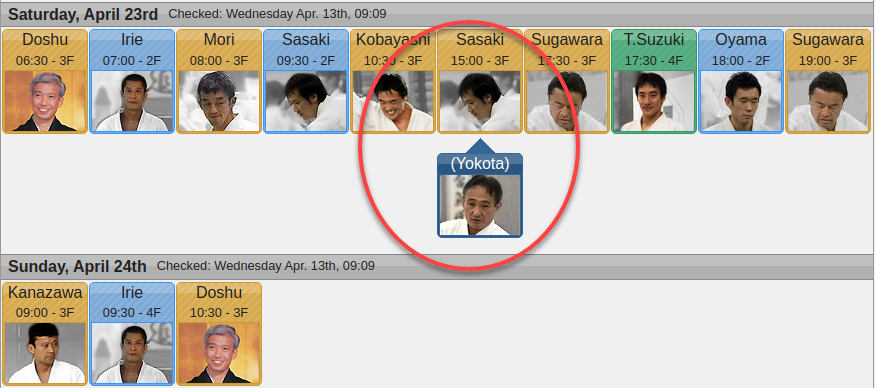 Saturday, April 23rd Checked: Wednesday Apr. 13th, 09:09
Doshu Irie Mori Sasaki Kobayashi Sasaki Sugawara T.Suzuki Oyama Sugawara
06:30 - 3F 07:00 - 2F 08:00 - 3F 09:30 - 2F 10:30 - 3F 15:00 - 3F 17:30 - 3F 17:30 - 4F 18:00 - 2F 19:00 - 3F
(Yokota)
Sunday, April 24th Checked: Wednesday Apr. 13th, 09:09
Kanazawa Irie Doshu
09:00 - 3F 09:30 - 4F 10:30 - 3F